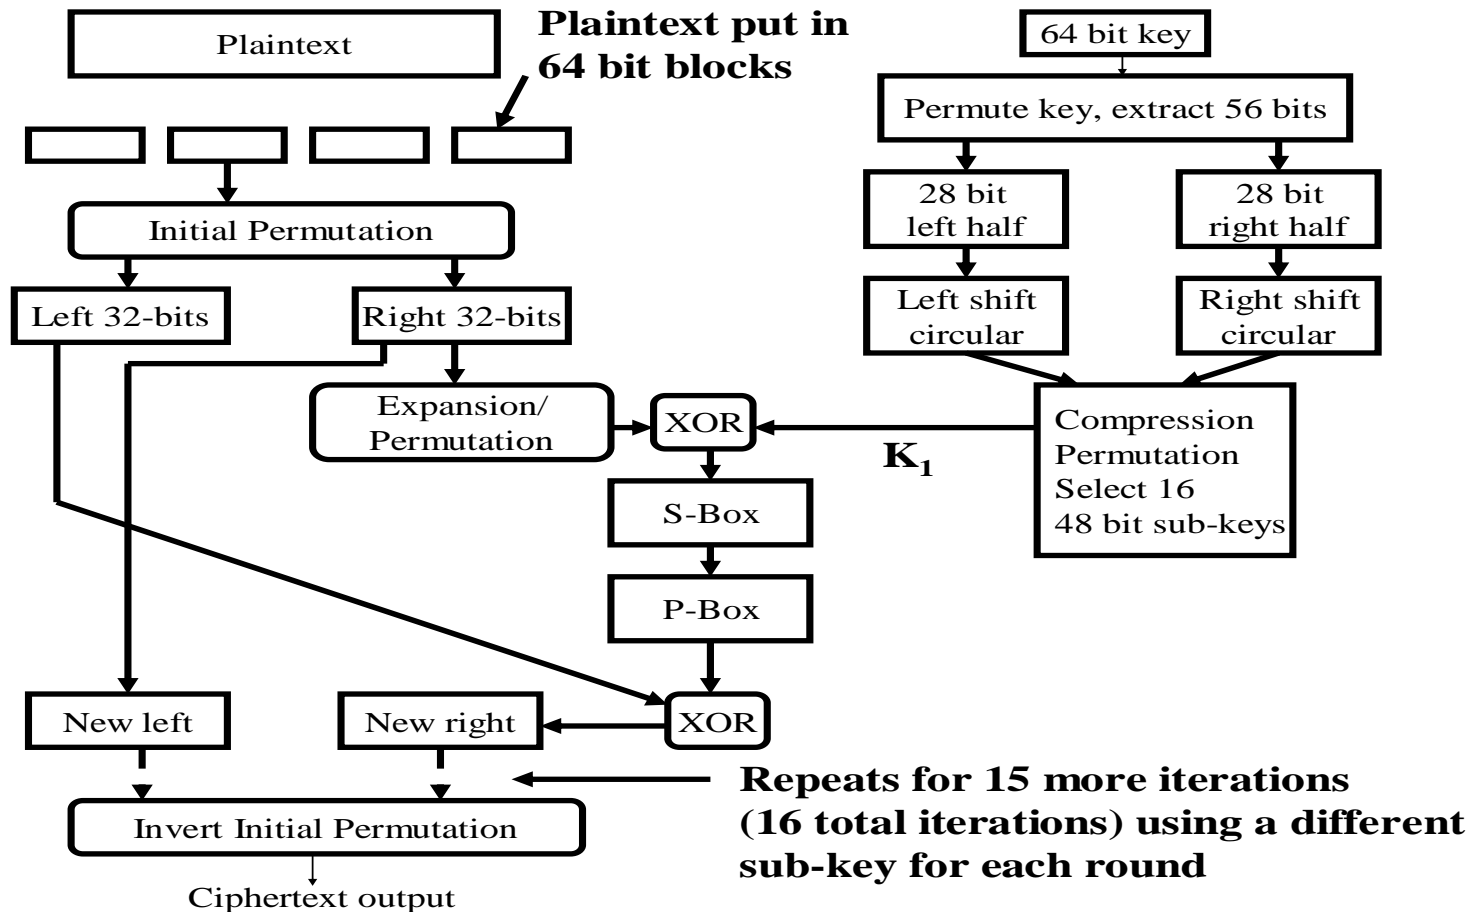 Plaintext
Plaintext put in
64 bit blocks
64 bit key
Permute key, extract 56 bits
28 bit
left half
28 bit
right half
Initial Permutation
Left 32-bits
Right 32-bits
Left shift
circular
Right shift
circular
Expansion/
Permutation
XOR
K₁
Compression
Permutation
Select 16
48 bit sub-keys
S-Box
P-Box
New left
New right
XOR
Repeats for 15 more iterations
(16 total iterations) using a different
sub-key for each round
Invert Initial Permutation
Ciphertext output